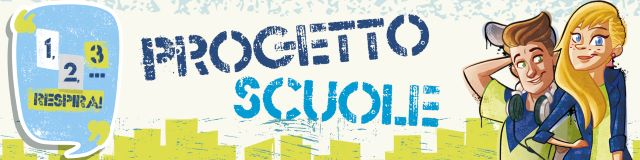 1,
2,
3
...
RESPIRA!
PROGETTO
SCUOLE